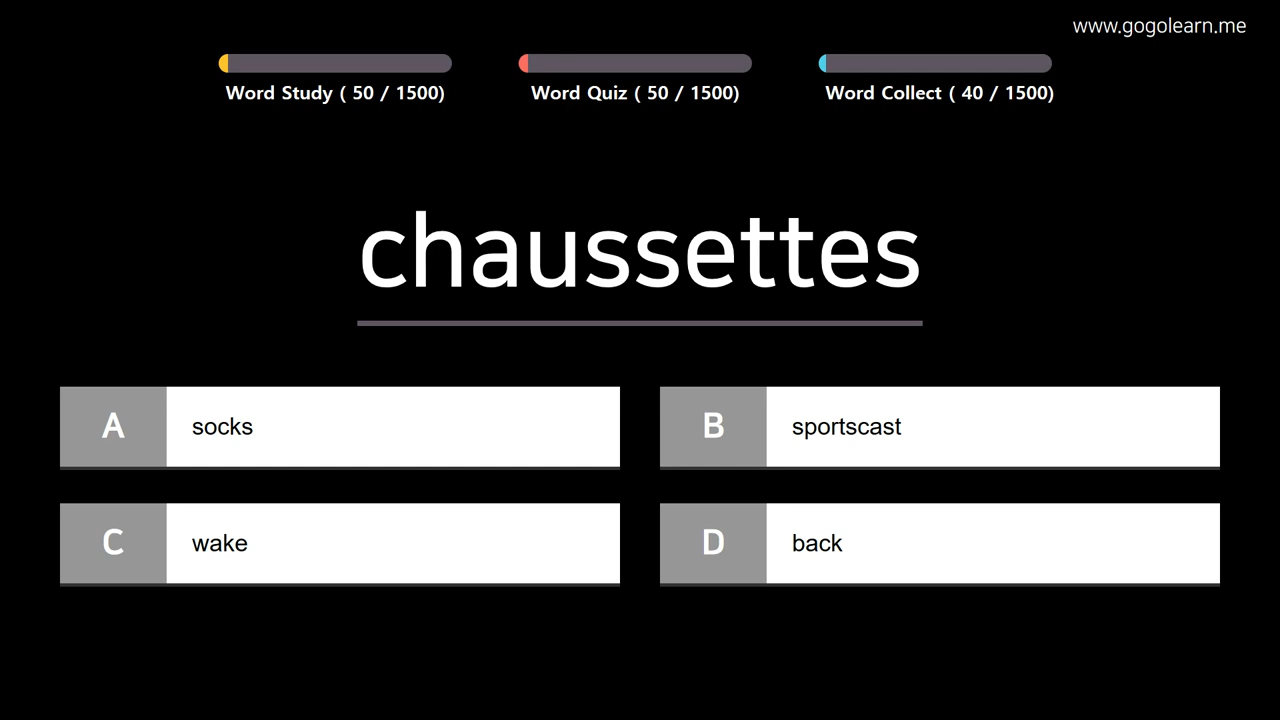 www.gogolearn.me
Word Study ( 50 / 1500)
Word Quiz ( 50 / 1500)
Word Collect ( 40 / 1500)
chaussettes
A socks
B sportscast
C wake
D back